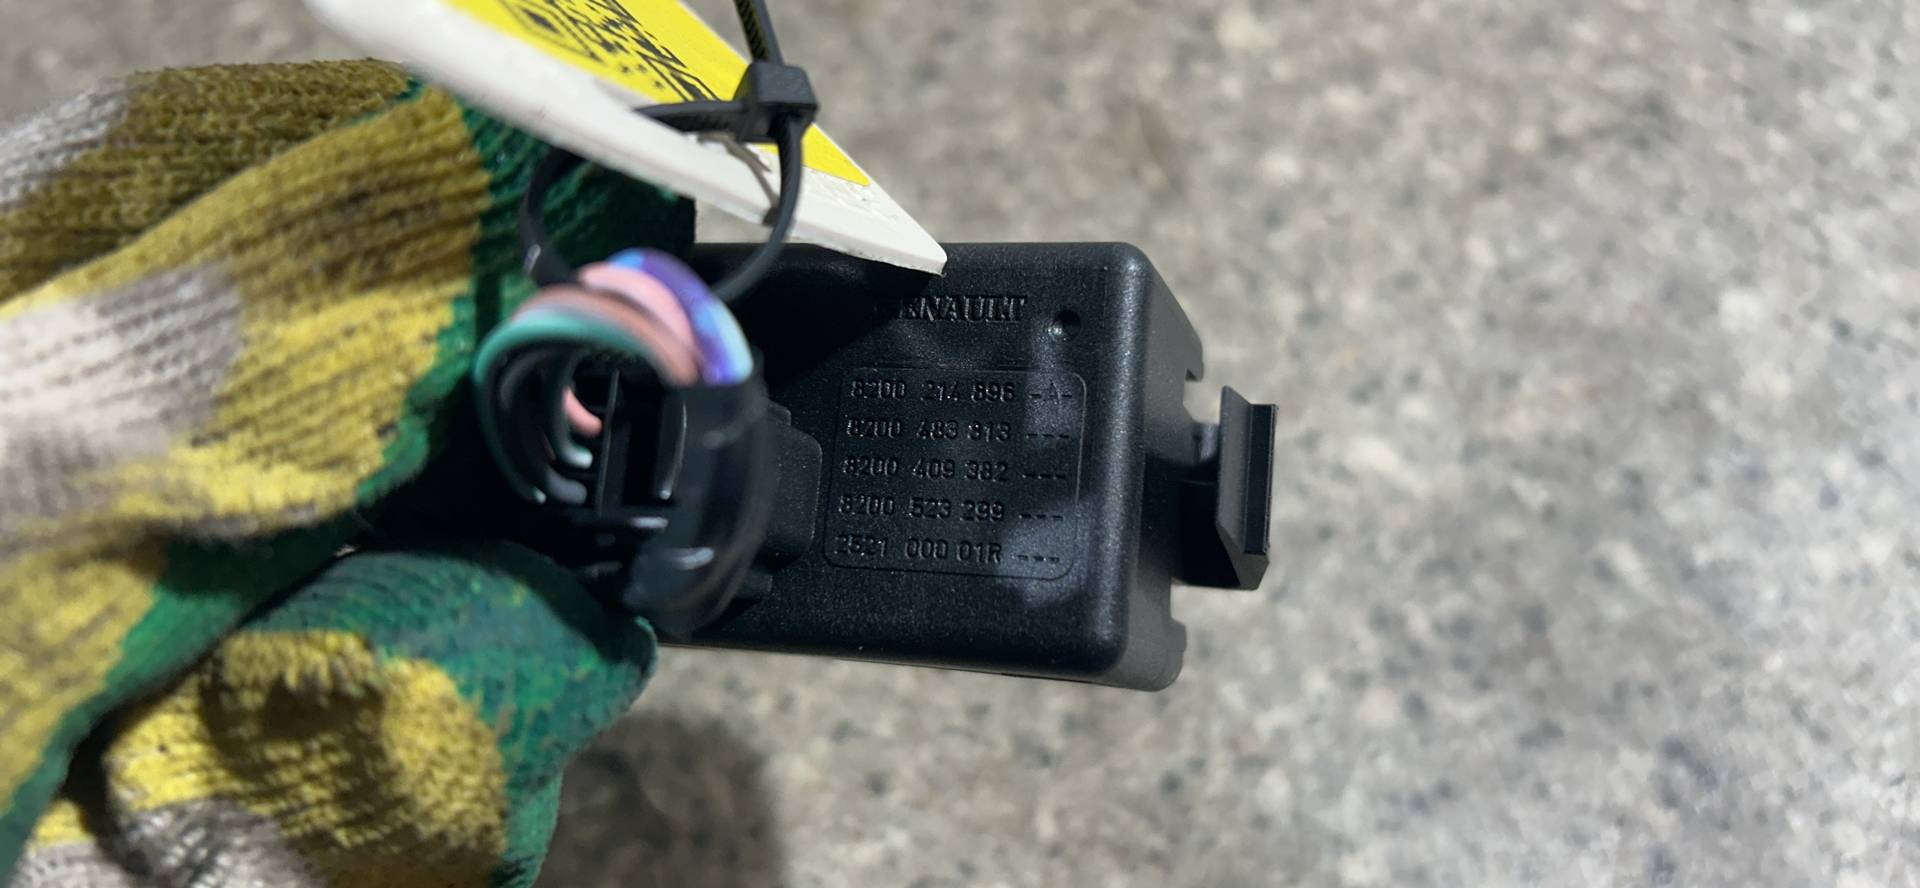 RENAULT
8200 214 896 -A-
8200 483 313 ---
8200 409 382 ---
8200 523 299 ---
2521 000 01R ---